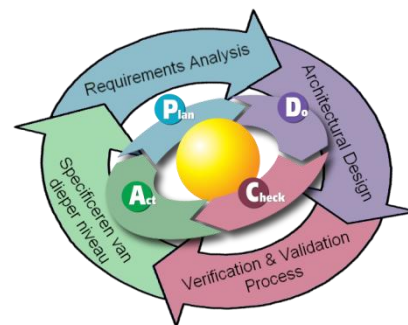 Requirements Analysis
Architectural Design
Verification & Validation
Process
Specificeren van
dieper niveau
Plan
Do
Check
Act